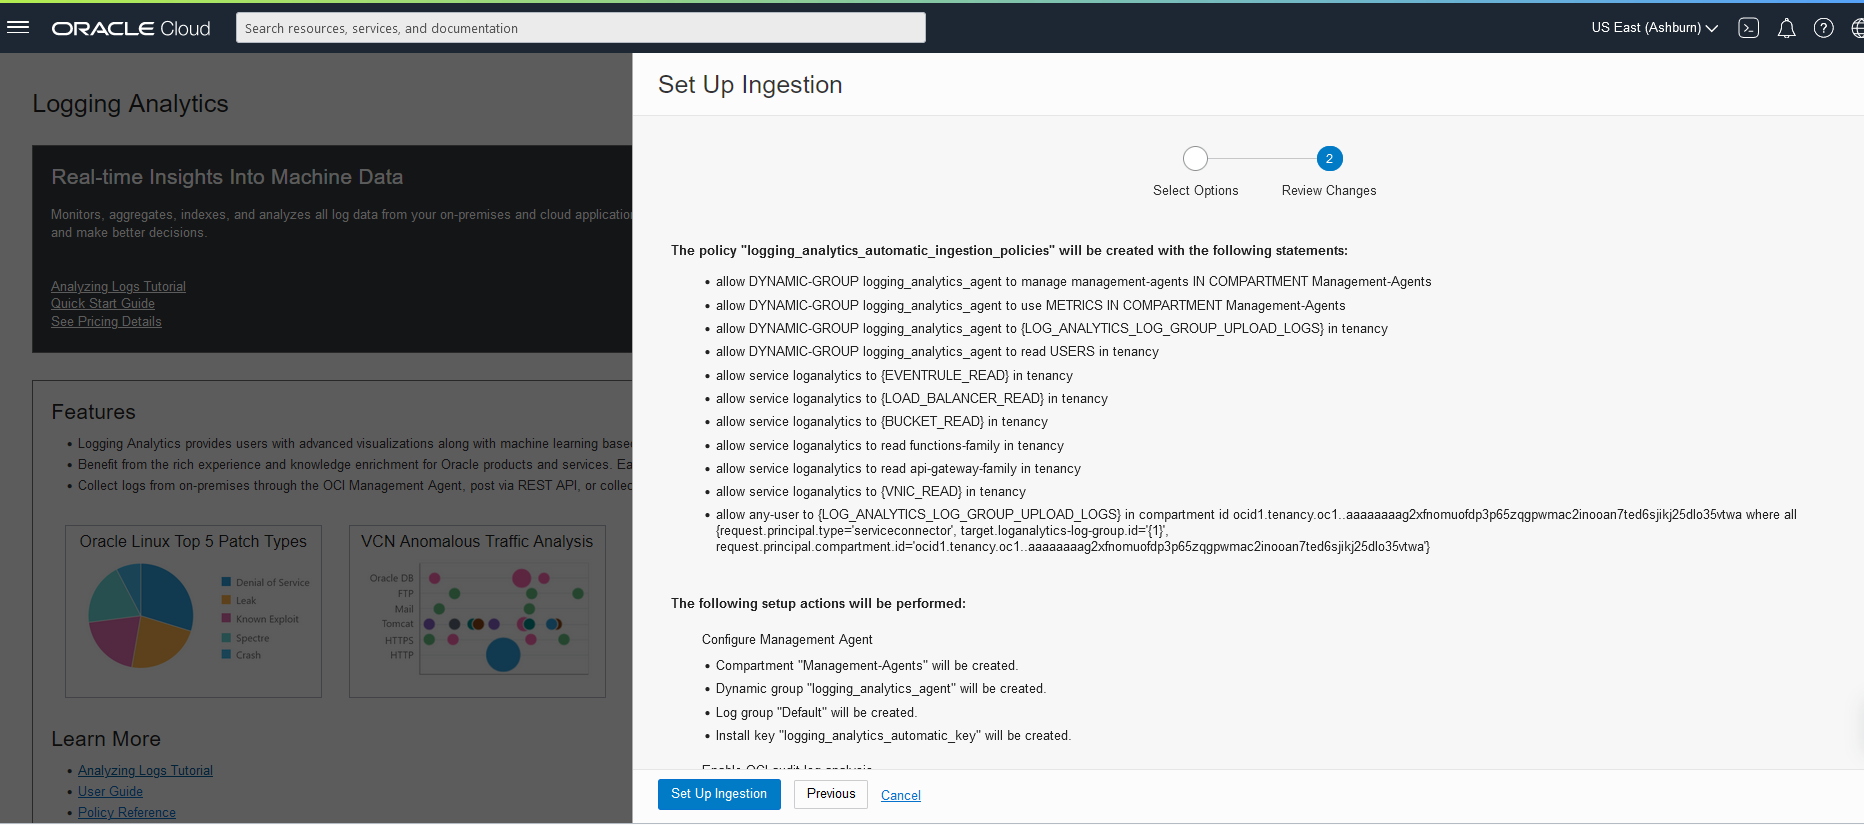 ORACLE Cloud
Search resources, services, and documentation
US East (Ashburn)
Logging Analytics
Real-time Insights Into Machine Data
Monitors, aggregates, indexes, and analyzes all log data from your on-premises and cloud application
and make better decisions.
Analyzing Logs Tutorial
Quick Start Guide
See Pricing Details
Features
• Logging Analytics provides users with advanced visualizations along with machine learning base
• Benefit from the rich experience and knowledge enrichment for Oracle products and services. Ea
• Collect logs from on-premises through the OCI Management Agent, post via REST API, or collec
Oracle Linux Top 5 Patch Types
Denial of Service
Leak
Known Exploit
Spectre
Crash
VCN Anomalous Traffic Analysis
Oracle DB
FTP
Mail
Tomcat
HTTPS
HTTP
Learn More
• Analyzing Logs Tutorial
• User Guide
• Policy Reference
Set Up Ingestion
2
Select Options
Review Changes
The policy "logging_analytics_automatic_ingestion_policies" will be created with the following statements:
• allow DYNAMIC-GROUP logging_analytics_agent to manage management-agents IN COMPARTMENT Management-Agents
• allow DYNAMIC-GROUP logging_analytics_agent to use METRICS IN COMPARTMENT Management-Agents
• allow DYNAMIC-GROUP logging_analytics_agent to {LOG_ANALYTICS_LOG_GROUP_UPLOAD_LOGS} in tenancy
• allow DYNAMIC-GROUP logging_analytics_agent to read USERS in tenancy
• allow service loganalytics to {EVENTRULE_READ} in tenancy
• allow service loganalytics to {LOAD_BALANCER_READ} in tenancy
• allow service loganalytics to {BUCKET_READ} in tenancy
• allow service loganalytics to read functions-family in tenancy
• allow service loganalytics to read api-gateway-family in tenancy
• allow service loganalytics to {VNIC_READ} in tenancy
• allow any-user to {LOG_ANALYTICS_LOG_GROUP_UPLOAD_LOGS} in compartment id ocid1.tenancy.oc1..aaaaaaaag2xfnomuofdp3p65zqgpwmac2inooan7ted6sjikj25dlo35vtwa where all
{request.principal.type='serviceconnector', target.loganalytics-log-group.id='{1}',
request.principal.compartment.id='ocid1.tenancy.oc1..aaaaaaaag2xfnomuofdp3p65zqgpwmac2inooan7ted6sjikj25dlo35vtwa'}
The following setup actions will be performed:
Configure Management Agent
• Compartment "Management-Agents" will be created.
• Dynamic group "logging_analytics_agent" will be created.
• Log group "Default" will be created.
• Install key "logging_analytics_automatic_key" will be created.
Enable OCI audit log analysis
Set Up Ingestion
Previous
Cancel